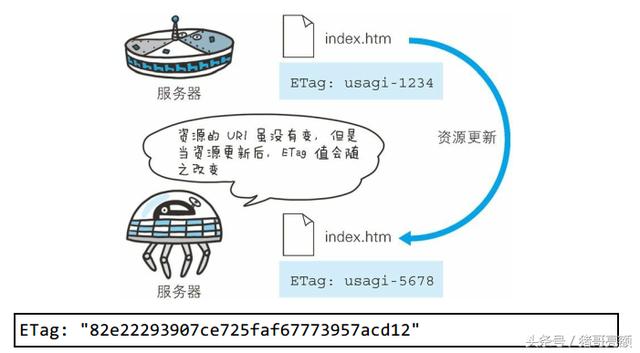 index.htm
ETag: usagi-1234
服务器
资源更新
资源的 URI 虽没有变，但是
当资源更新后，ETag 值会随
之改变
index.htm
ETag: usagi-5678
服务器
ETag: "82e22293907ce725faf67773957acd12"
头条号 / 猪哥亮额